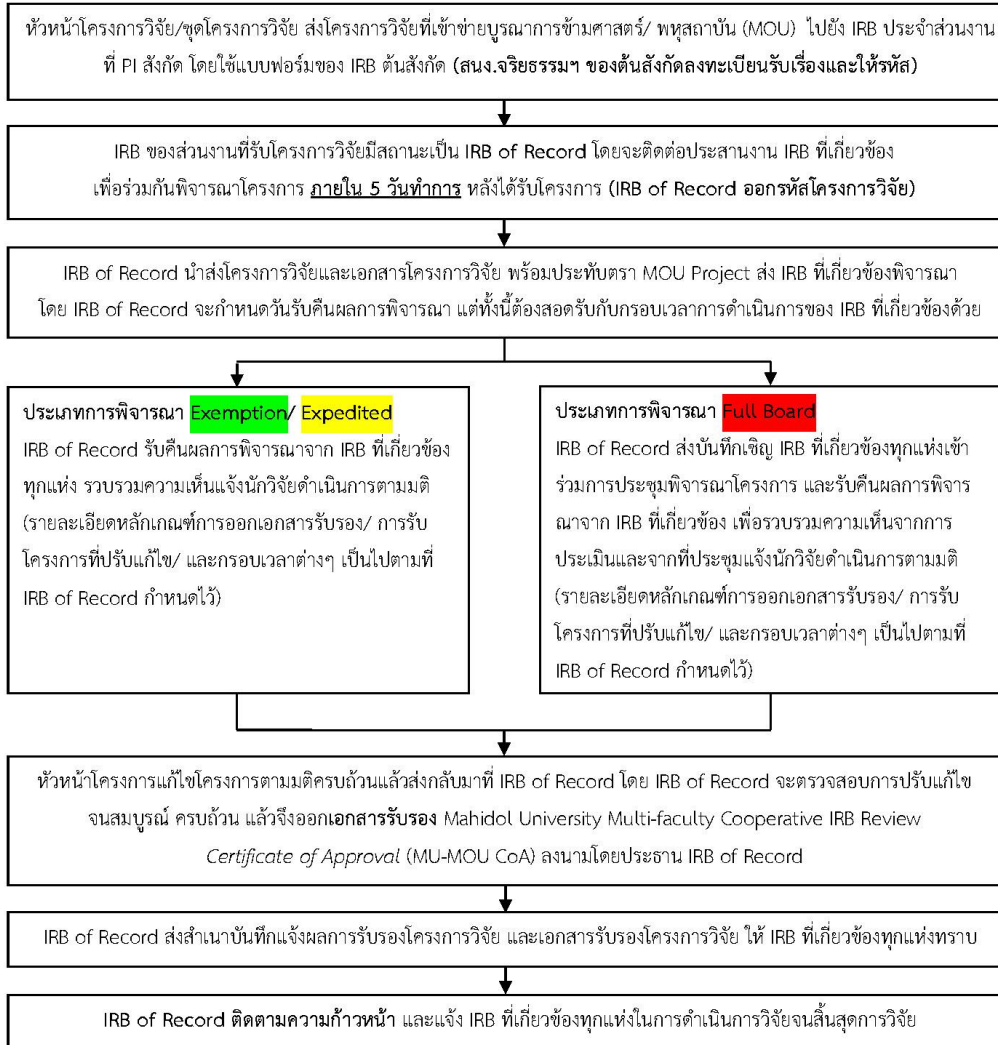 หัวหน้าโครงการวิจัย/ชุดโครงการวิจัย ส่งโครงการวิจัยที่เข้าข่ายบูรณาการข้ามศาสตร์/ พหุสถาบัน (MOU) ไปยัง IRB ประจำส่วนงาน
ที่ PI สังกัด โดยใช้แบบฟอร์มของ IRB ต้นสังกัด (สนง.จริยธรรมฯ ของต้นสังกัดลงทะเบียนรับเรื่องและให้รหัส)
IRB ของส่วนงานที่รับโครงการวิจัยมีสถานะเป็น IRB of Record โดยจะติดต่อประสานงาน IRB ที่เกี่ยวข้อง
เพื่อร่วมกันพิจารณาโครงการ ภายใน 5 วันทำการ หลังได้รับโครงการ (IRB of Record ออกรหัสโครงการวิจัย)
IRB of Record นำส่งโครงการวิจัยและเอกสารโครงการวิจัย พร้อมประทับตรา MOU Project ส่ง IRB ที่เกี่ยวข้องพิจารณา
โดย IRB of Record จะกำหนดวันรับคืนผลการพิจารณา แต่ทั้งนี้ต้องสอดรับกับกรอบเวลาการดำเนินการของ IRB ที่เกี่ยวข้องด้วย
ประเภทการพิจารณา Exemption/ Expedited
IRB of Record รับคืนผลการพิจารณาจาก IRB ที่เกี่ยวข้อง
ทุกแห่ง รวบรวมความเห็นแจ้งนักวิจัยดำเนินการตามมติ
(รายละเอียดหลักเกณฑ์การออกเอกสารรับรอง/ การรับ
โครงการที่ปรับแก้ไข/ และกรอบเวลาต่างๆ เป็นไปตามที่
IRB of Record กำหนดไว้)
ประเภทการพิจารณา Full Board
IRB of Record ส่งบันทึกเชิญ IRB ที่เกี่ยวข้องทุกแห่งเข้า
ร่วมการประชุมพิจารณาโครงการ และรับคืนผลการพิจาร
ณาจาก IRB ที่เกี่ยวข้อง เพื่อรวบรวมความเห็นจากการ
ประเมินและจากที่ประชุมแจ้งนักวิจัยดำเนินการตามมติ
(รายละเอียดหลักเกณฑ์การออกเอกสารรับรอง/ การรับ
โครงการที่ปรับแก้ไข/ และกรอบเวลาต่างๆ เป็นไปตามที่
IRB of Record กำหนดไว้)
หัวหน้าโครงการแก้ไขโครงการตามมติครบถ้วนแล้วส่งกลับมาที่ IRB of Record โดย IRB of Record จะตรวจสอบการปรับแก้ไข
จนสมบูรณ์ ครบถ้วน แล้วจึงออกเอกสารรับรอง Mahidol University Multi-faculty Cooperative IRB Review
Certificate of Approval (MU-MOU CoA) ลงนามโดยประธาน IRB of Record
IRB of Record ส่งสำเนาบันทึกแจ้งผลการรับรองโครงการวิจัย และเอกสารรับรองโครงการวิจัย ให้ IRB ที่เกี่ยวข้องทุกแห่งทราบ
IRB of Record ติดตามความก้าวหน้า และแจ้ง IRB ที่เกี่ยวข้องทุกแห่งในการดำเนินการวิจัยจนสิ้นสุดการวิจัย